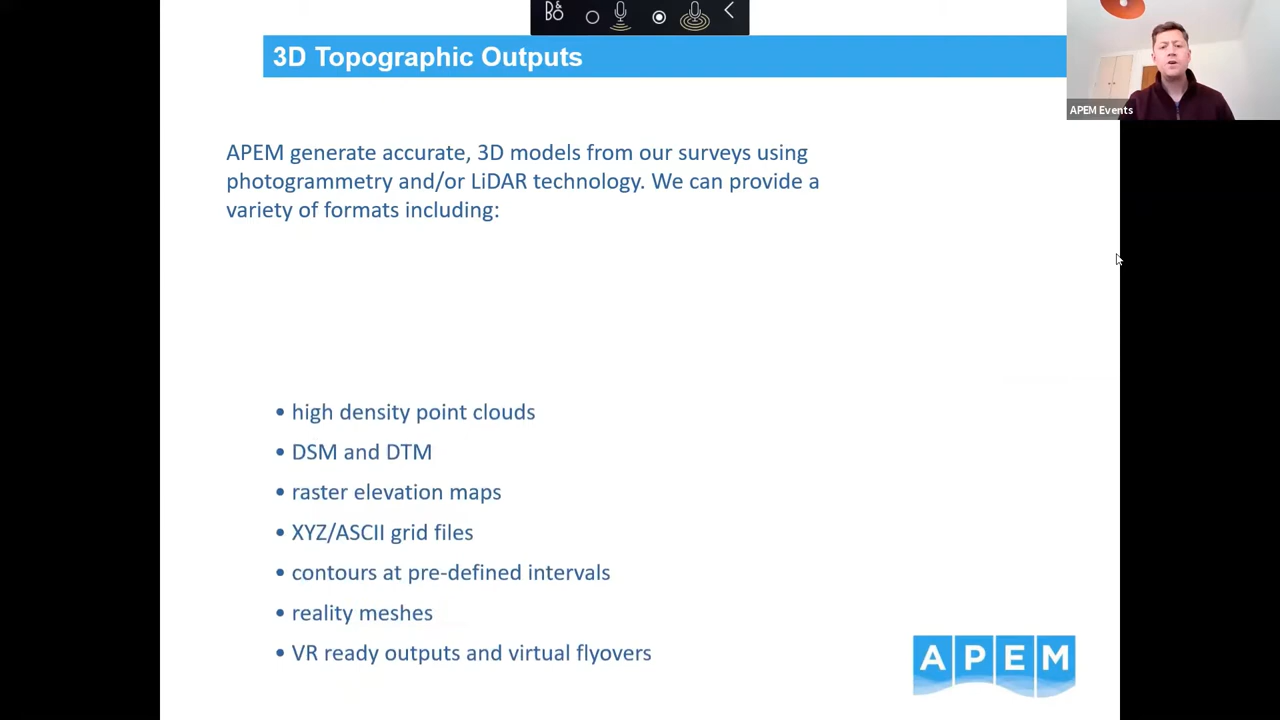 B&O
3D Topographic Outputs
APEM Events
APEM generate accurate, 3D models from our surveys using
photogrammetry and/or LiDAR technology. We can provide a
variety of formats including:
• high density point clouds
• DSM and DTM
• raster elevation maps
• XYZ/ASCII grid files
• contours at pre-defined intervals
• reality meshes
• VR ready outputs and virtual flyovers
APEM